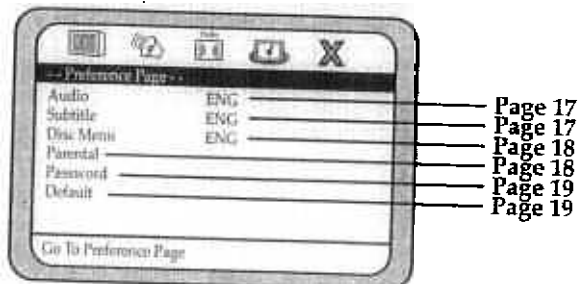 -- Preference Page --
Audio ENG Page 17
Subtitle ENG Page 17
Disc Menu ENG Page 18
Parental Page 18
Password Page 19
Default Page 19
Go To Preference Page